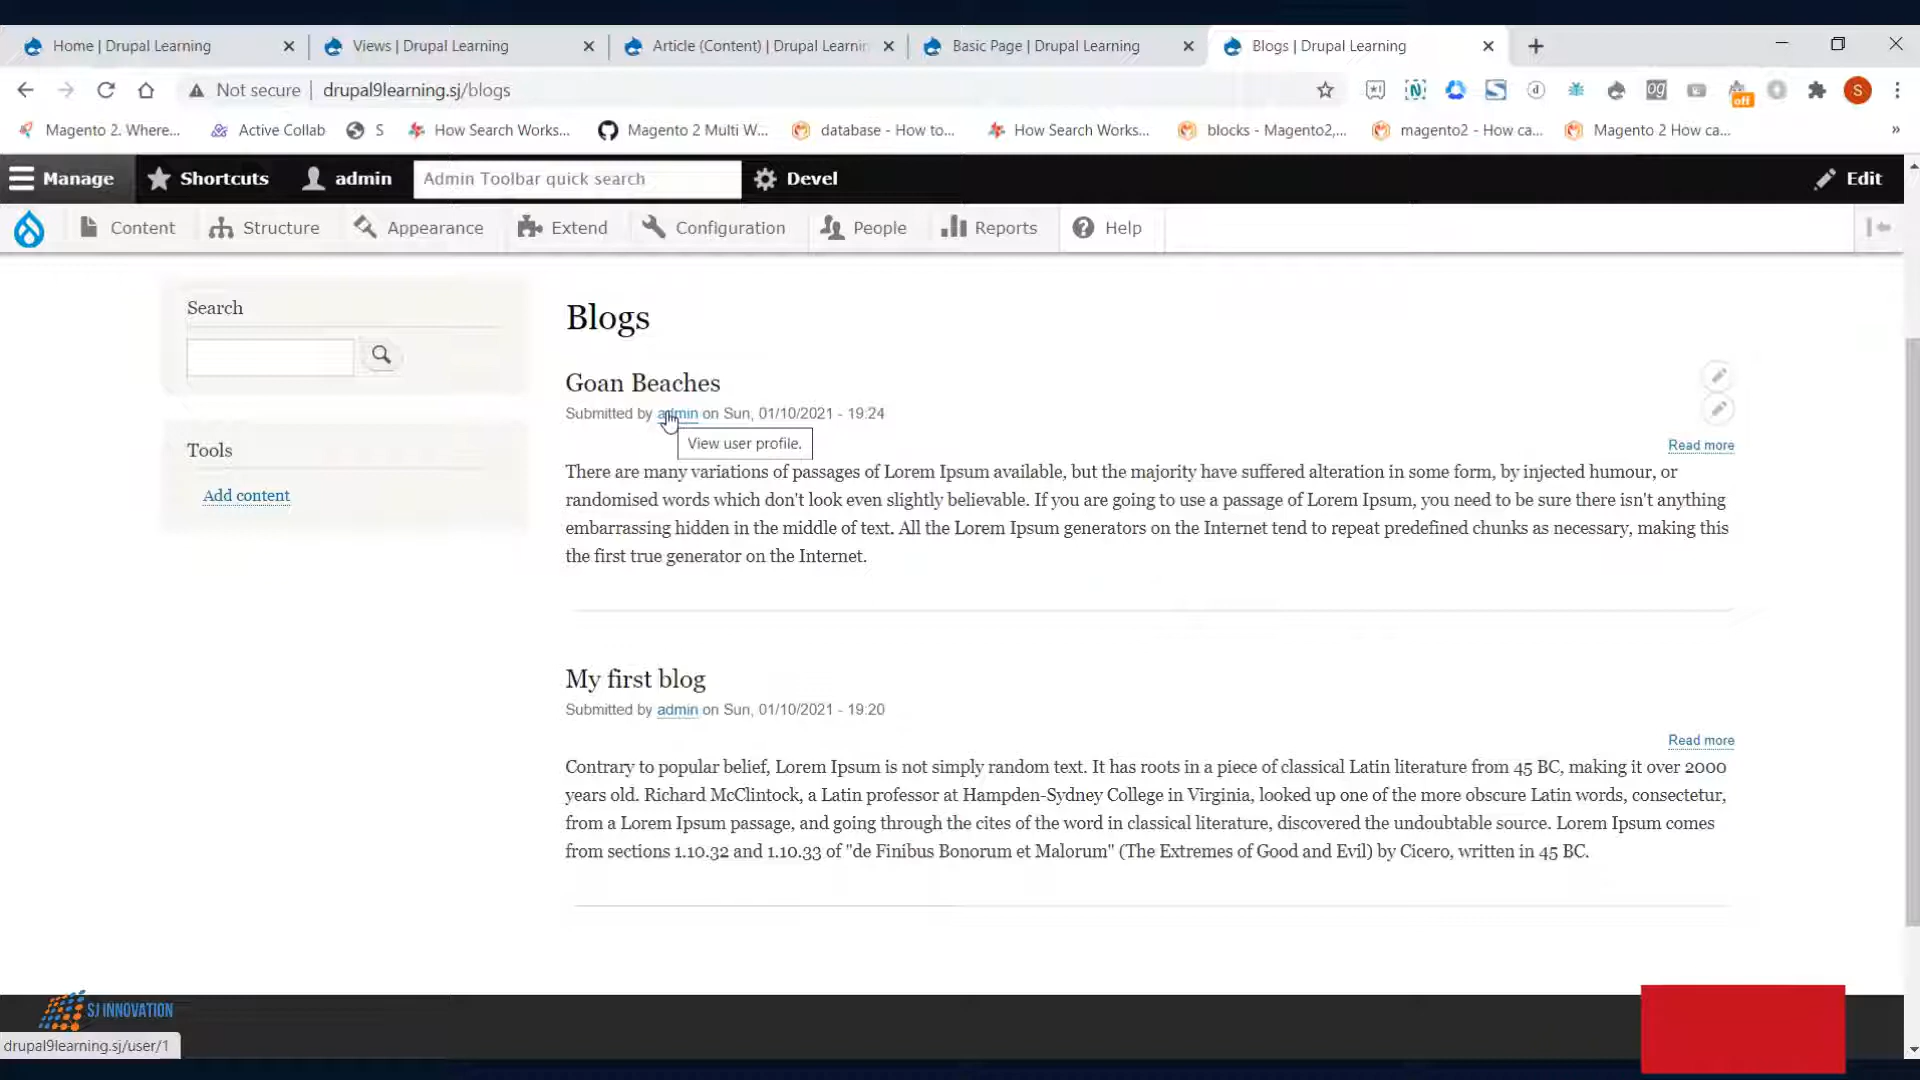 Home | Drupal Learning
Views | Drupal Learning
Article (Content) | Drupal Learnin
Basic Page | Drupal Learning
Blogs | Drupal Learning
Not secure
drupal9learning.sj/blogs
og
off
S
Magento 2. Where...
Active Collab
S
How Search Works...
Magento 2 Multi W...
database - How to...
How Search Works...
blocks - Magento2,...
magento2 - How ca...
Magento 2 How ca...
»
Manage
Shortcuts
admin
Admin Toolbar quick search
Devel
Edit
Content
Structure
Appearance
Extend
Configuration
People
Reports
Help
Search
Tools
Add content
Blogs
Goan Beaches
Submitted by admin on Sun, 01/10/2021 - 19:24
View user profile.
Read more
There are many variations of passages of Lorem Ipsum available, but the majority have suffered alteration in some form, by injected humour, or
randomised words which don't look even slightly believable. If you are going to use a passage of Lorem Ipsum, you need to be sure there isn't anything
embarrassing hidden in the middle of text. All the Lorem Ipsum generators on the Internet tend to repeat predefined chunks as necessary, making this
the first true generator on the Internet.
My first blog
Submitted by admin on Sun, 01/10/2021 - 19:20
Read more
Contrary to popular belief, Lorem Ipsum is not simply random text. It has roots in a piece of classical Latin literature from 45 BC, making it over 2000
years old. Richard McClintock, a Latin professor at Hampden-Sydney College in Virginia, looked up one of the more obscure Latin words, consectetur,
from a Lorem Ipsum passage, and going through the cites of the word in classical literature, discovered the undoubtable source. Lorem Ipsum comes
from sections 1.10.32 and 1.10.33 of "de Finibus Bonorum et Malorum" (The Extremes of Good and Evil) by Cicero, written in 45 BC.
SJ INNOVATION
drupal9learning.sj/user/1